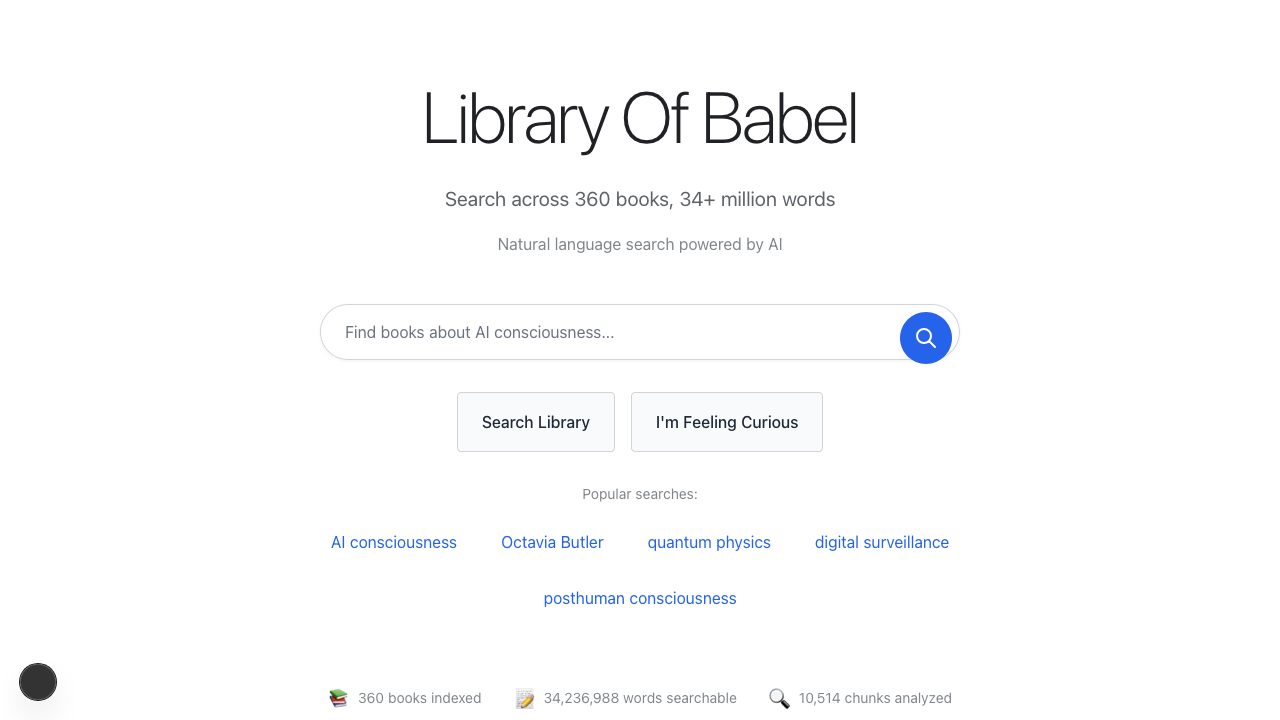 Library Of Babel
Search across 360 books, 34+ million words
Natural language search powered by AI
Find books about AI consciousness...
Search Library
I'm Feeling Curious
Popular searches:
AI consciousness
Octavia Butler
quantum physics
digital surveillance
posthuman consciousness
360 books indexed
34,236,988 words searchable
10,514 chunks analyzed